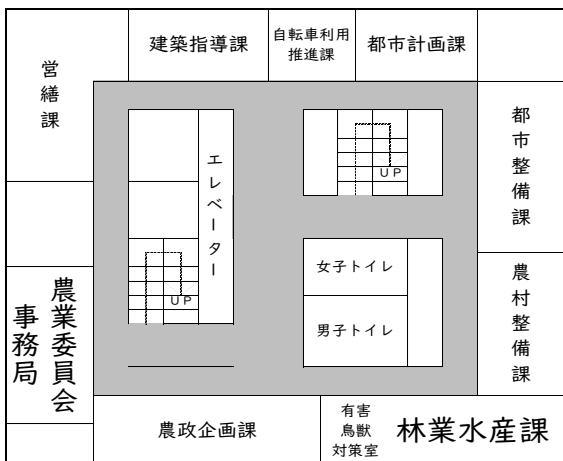 建築指導課
自転車利用
推進課
都市計画課
営繕課
エレベーター
UP
都市整備課
女子トイレ
農村整備課
UP
男子トイレ
農業委員会
事務局
農政企画課
有害
鳥獣
対策室
林業水産課